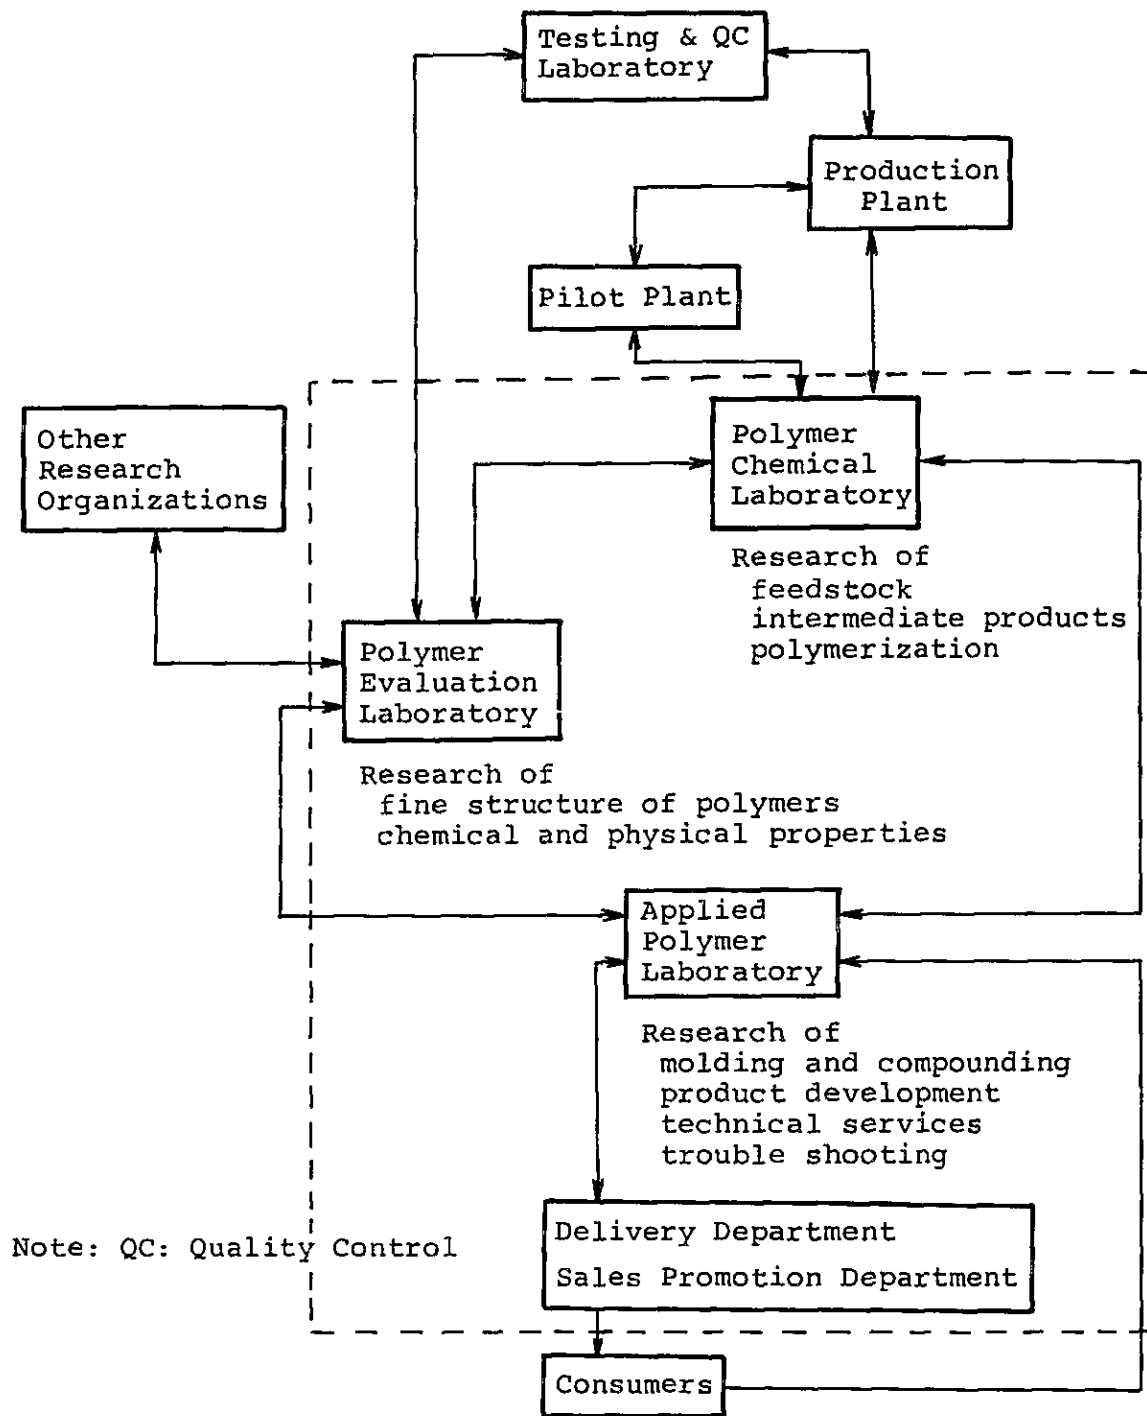 Testing & QC
Laboratory
Production
Plant
Pilot Plant
Other
Research
Organizations
Polymer
Chemical
Laboratory
Research of
feedstock
intermediate products
polymerization
Polymer
Evaluation
Laboratory
Research of
fine structure of polymers
chemical and physical properties
Applied
Polymer
Laboratory
Research of
molding and compounding
product development
technical services
trouble shooting
Delivery Department
Sales Promotion Department
Note: QC: Quality Control
Consumers